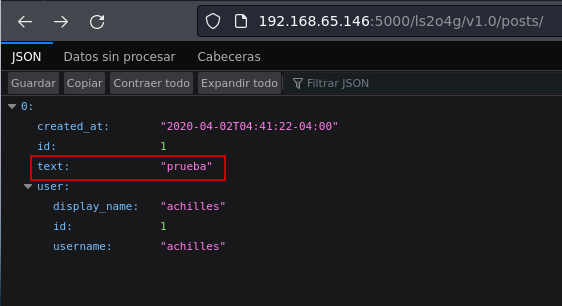 192.168.65.146:5000/ls2o4g/v1.0/posts/
JSON Datos sin procesar Cabeceras
Guardar Copiar Contraer todo Expandir todo Filtrar JSON
0:
created_at: "2020-04-02T04:41:22-04:00"
id: 1
text: "prueba"
user:
display_name: "achilles"
id: 1
username: "achilles"